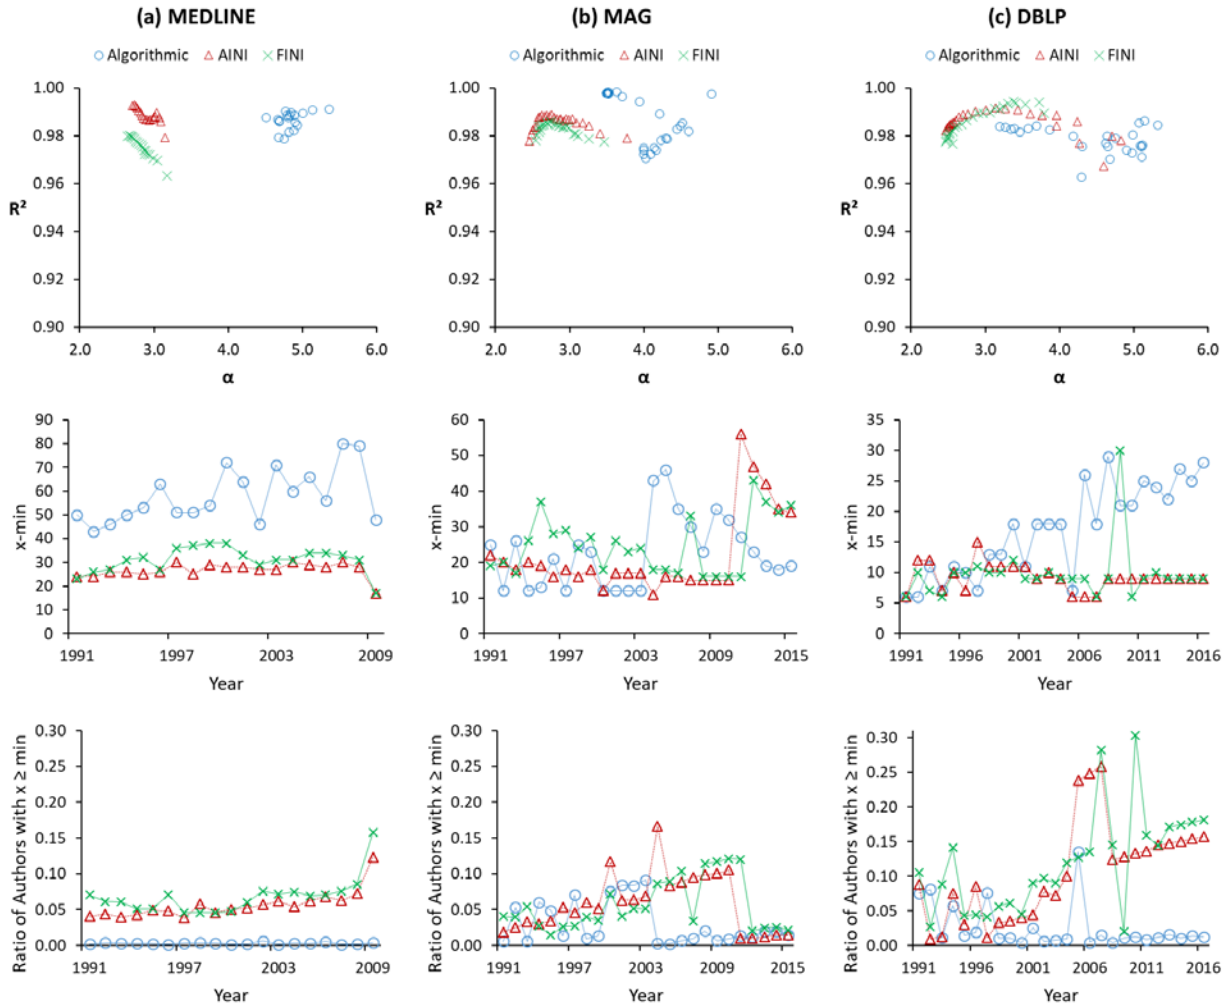 (a) MEDLINE
(b) MAG
(c) DBLP
Algorithmic AINI FINI
Algorithmic AINI FINI
Algorithmic AINI FINI
1.00
0.98
0.96
R²
0.94
0.92
0.90
2.0 3.0 4.0 5.0 6.0
α
1.00
0.98
0.96
R²
0.94
0.92
0.90
2.0 3.0 4.0 5.0 6.0
α
1.00
0.98
0.96
R²
0.94
0.92
0.90
2.0 3.0 4.0 5.0 6.0
α
90
80
70
60
50
40
30
20
10
0
x-min
1991 1997 2003 2009
Year
60
50
40
30
20
10
0
x-min
1991 1997 2003 2009 2015
Year
35
30
25
20
15
10
5
0
x-min
1991 1996 2001 2006 2011 2016
Year
0.30
0.25
0.20
0.15
0.10
0.05
0.00
Ratio of Authors with x ≥ min
1991 1997 2003 2009
Year
0.30
0.25
0.20
0.15
0.10
0.05
0.00
Ratio of Authors with x ≥ min
1991 1997 2003 2009 2015
Year
0.30
0.25
0.20
0.15
0.10
0.05
0.00
Ratio of Authors with x ≥ min
1991 1996 2001 2006 2011 2016
Year